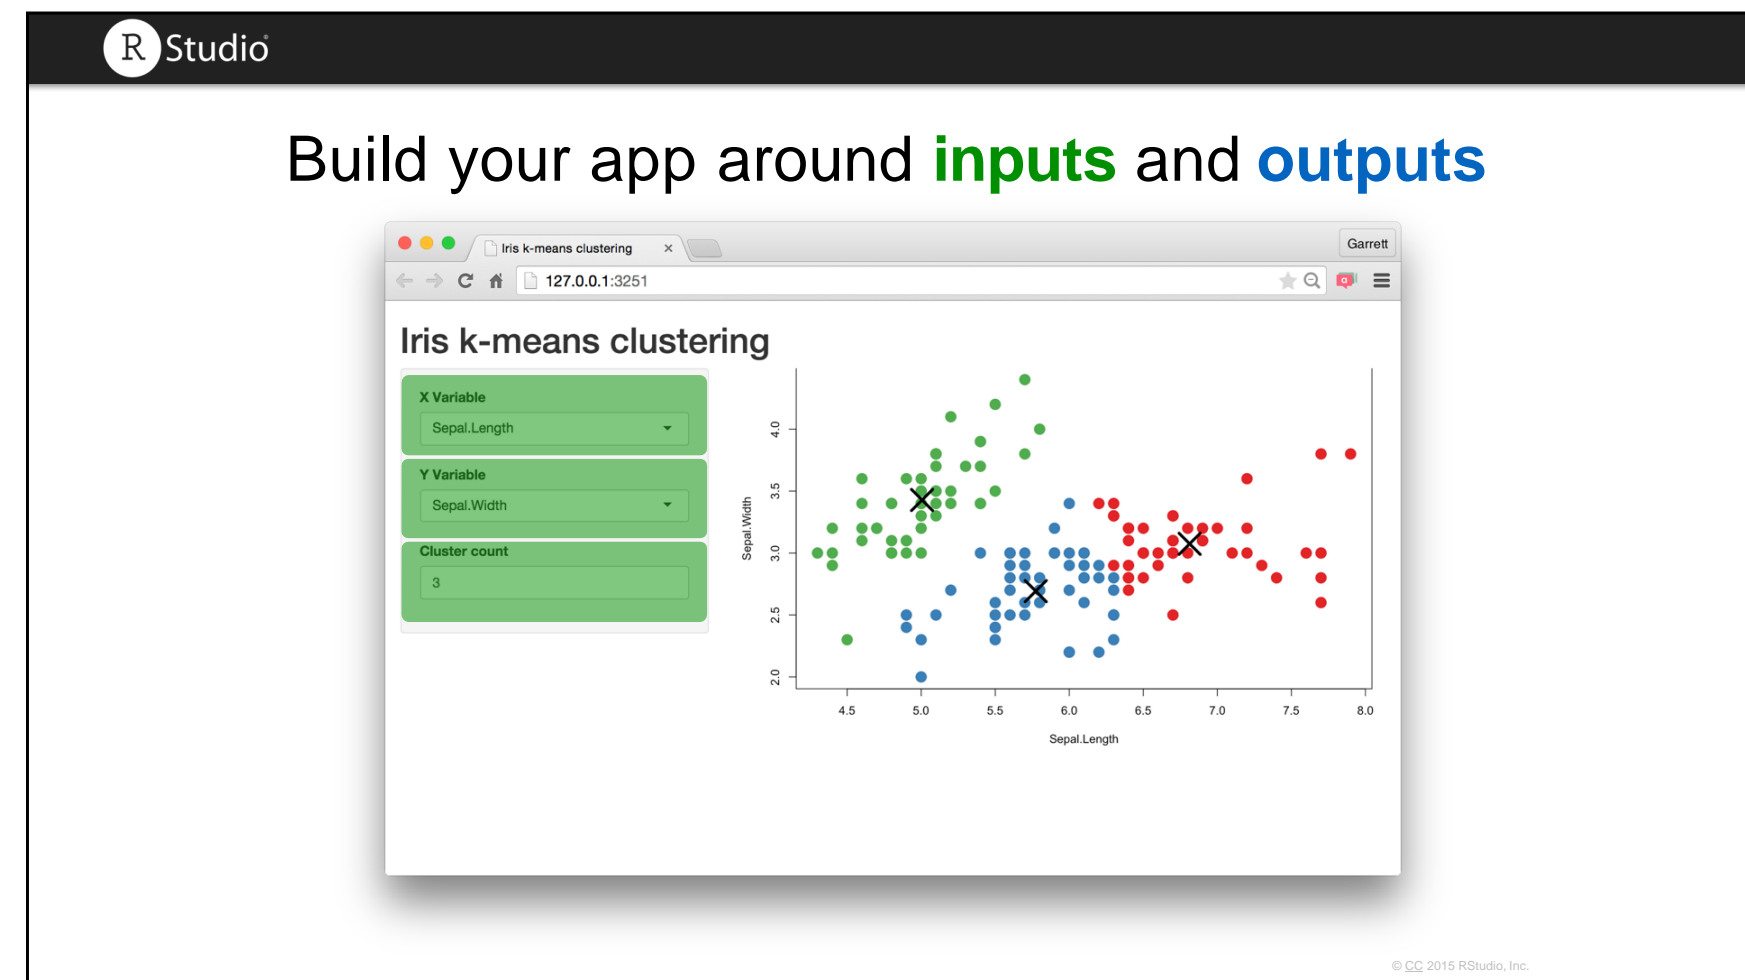 R Studio
Build your app around inputs and outputs
Iris k-means clustering
Garrett
127.0.0.1:3251
Iris k-means clustering
X Variable
Sepal.Length
Y Variable
Sepal.Width
Cluster count
3
Sepal.Width
4.0
3.5
3.0
2.5
2.0
4.5 5.0 5.5 6.0 6.5 7.0 7.5 8.0
Sepal.Length
© CC 2015 RStudio, Inc.